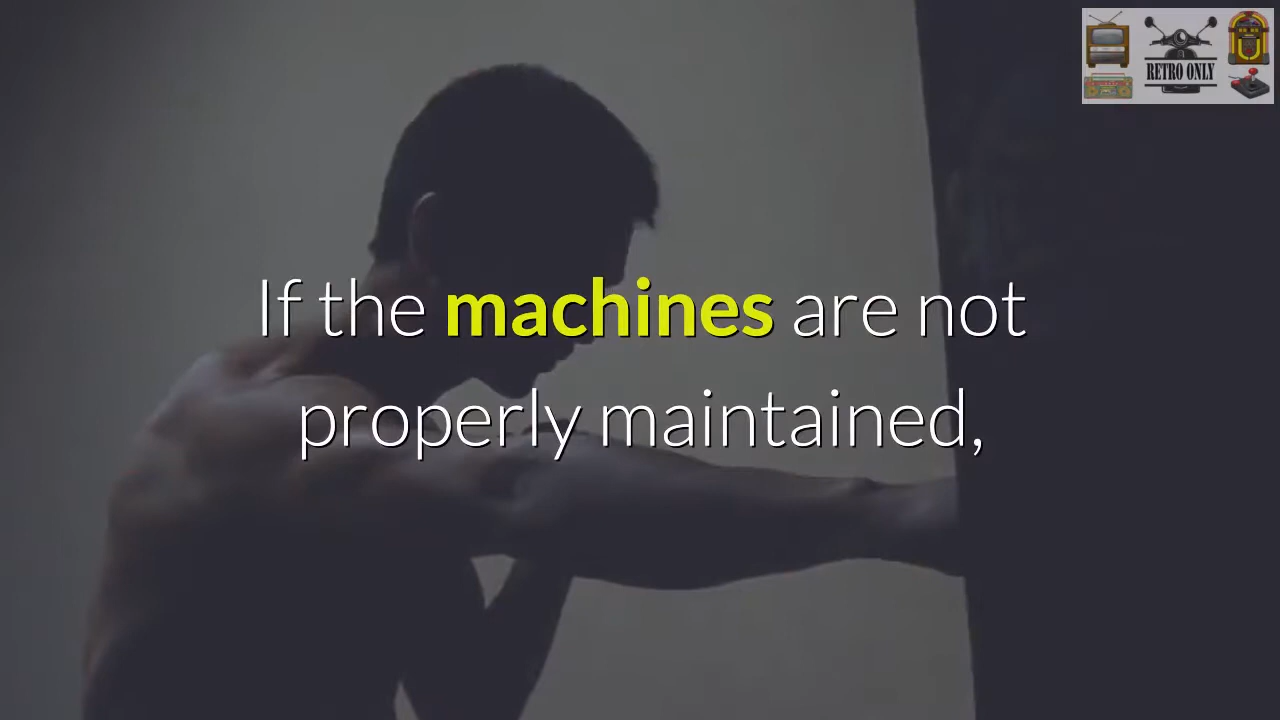 RETRO ONLY
If the machines are not
properly maintained,